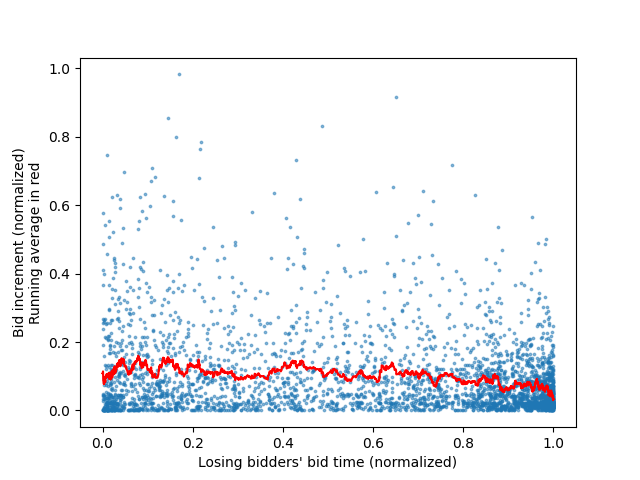 1.0
0.8
0.6
0.4
0.2
0.0
Bid increment (normalized)
Running average in red
0.0 0.2 0.4 0.6 0.8 1.0
Losing bidders' bid time (normalized)